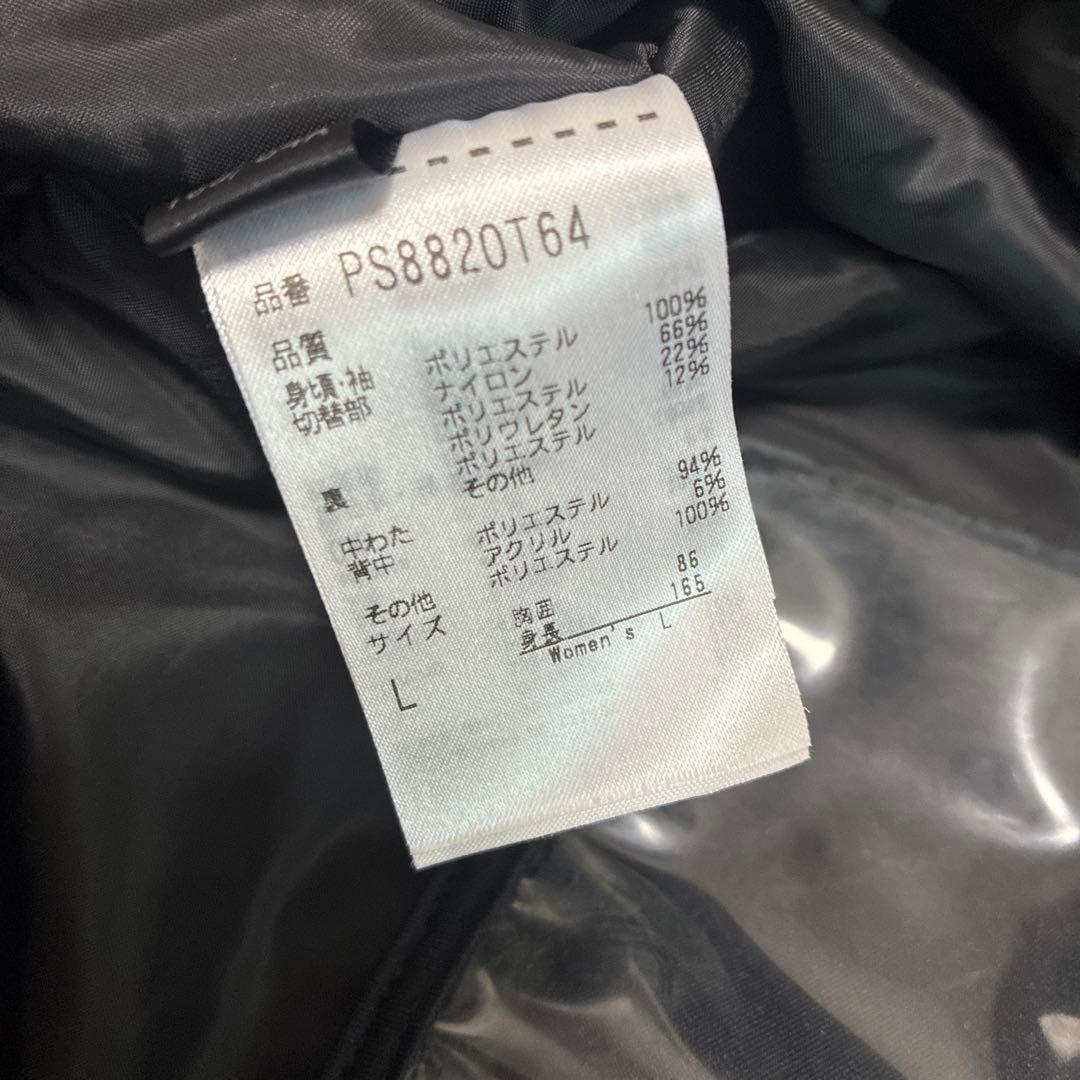 品番 PS8820T64
品質
身頃・袖 ポリエステル 100%
切替部 ナイロン 66%
ポリエステル 22%
ポリウレタン 12%
裏 ポリエステル
その他
中わた ポリエステル 94%
背中 アクリル 6%
その他 ポリエステル 100%
サイズ 胸囲 86
身長 165
L Women's L